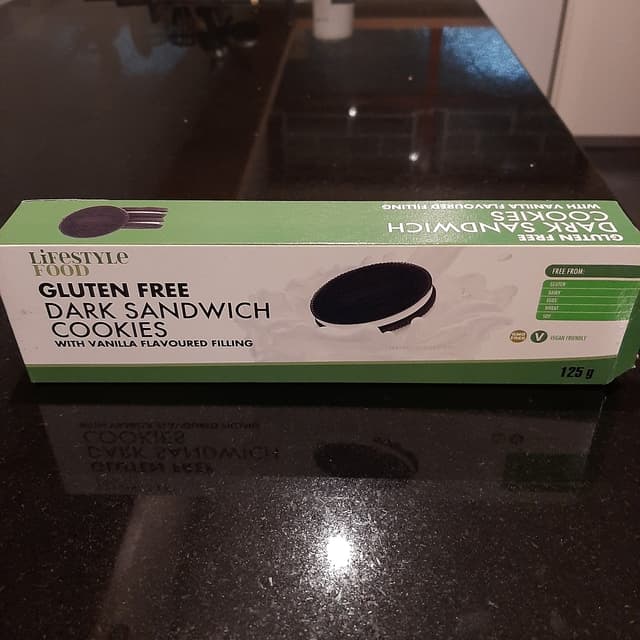 GLUTEN FREE
DARK SANDWICH
COOKIES
WITH VANILLA FLAVOURED FILLING
LiFESTYLE
FOOD
GLUTEN FREE
DARK SANDWICH
COOKIES
WITH VANILLA FLAVOURED FILLING
FREE FROM:
GLUTEN
DAIRY
EGGS
WHEAT
SOY
V
VEGAN FRIENDLY
125 g